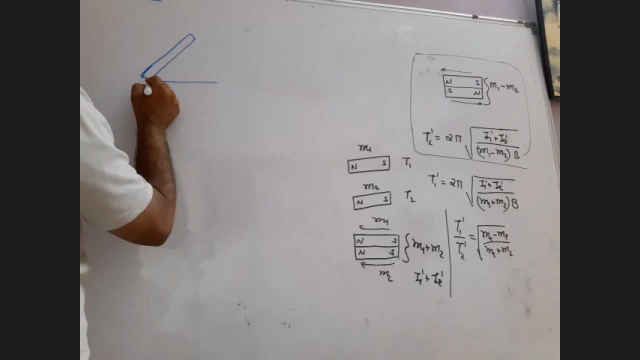 N S
S N
m₁-m₂
T₂' = 2π √(I₁'+I₂' / (m₁-m₂)B)
m₁
N S T₁
m₂
N S T₂
T₁' = 2π √(I₁'+I₂' / (m₁+m₂)B)
m₁
N S
N S
m₁+m₂
m₂ I₁'+I₂'
T₁'/T₂' = √(m₁-m₂ / m₁+m₂)